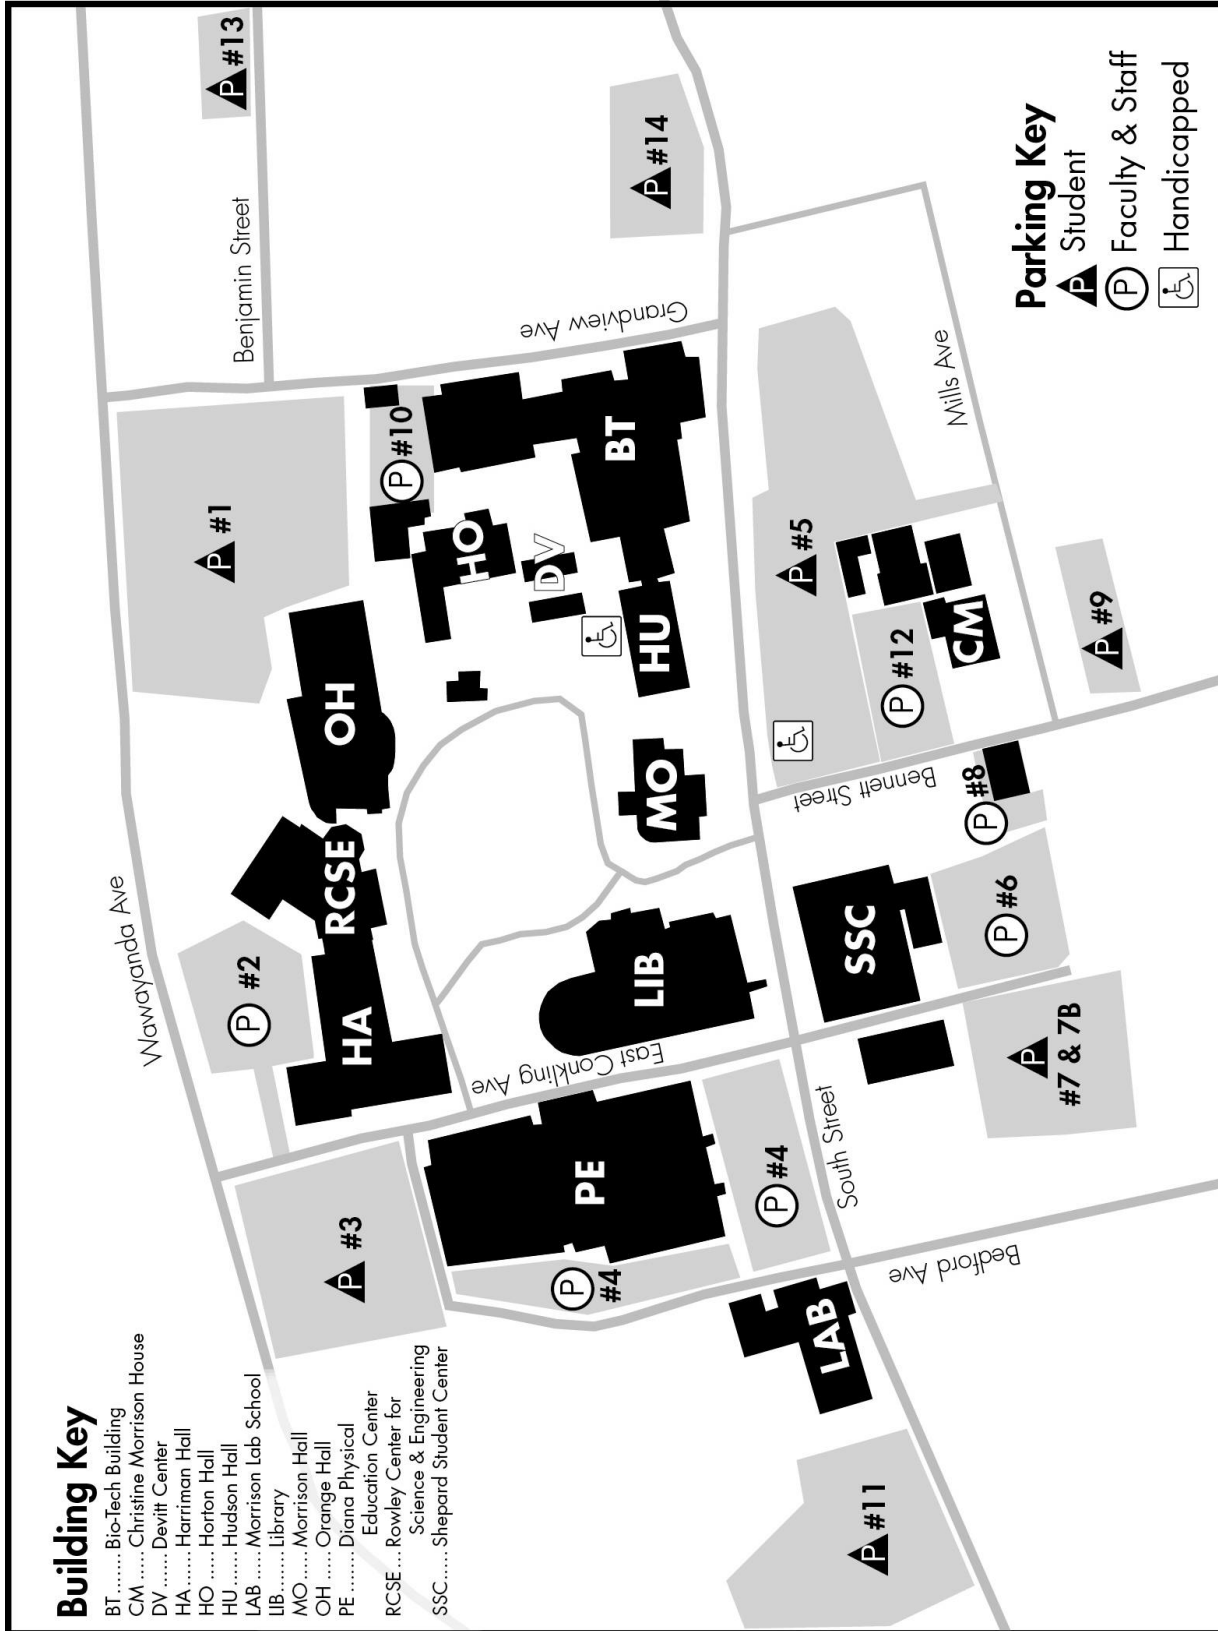 Building Key
BT ...... Bio-Tech Building
CM ..... Christine Morrison House
DV ..... Devitt Center
HA ...... Harriman Hall
HO ..... Horton Hall
HU ...... Hudson Hall
LAB ..... Morrison Lab School
LIB ....... Library
MO .... Morrison Hall
OH ..... Orange Hall
PE ........ Diana Physical
Education Center
RCSE ... Rowley Center for
Science & Engineering
SSC .... Shepard Student Center
Wawayanda Ave
Benjamin Street
P #13
P #1
P #2
P #3
P #10
P #14
Grandview Ave
OH
RCSE
HA
HO
DV
BT
HU
MO
LIB
East Conkling Ave
PE
P #4
P #4
South Street
LAB
Bedford Ave
P #11
P #5
P #12
CM
Mills Ave
P #9
Bennett Street
P #8
SSC
P #6
P
#7 & 7B
Parking Key
P Student
P Faculty & Staff
Handicapped